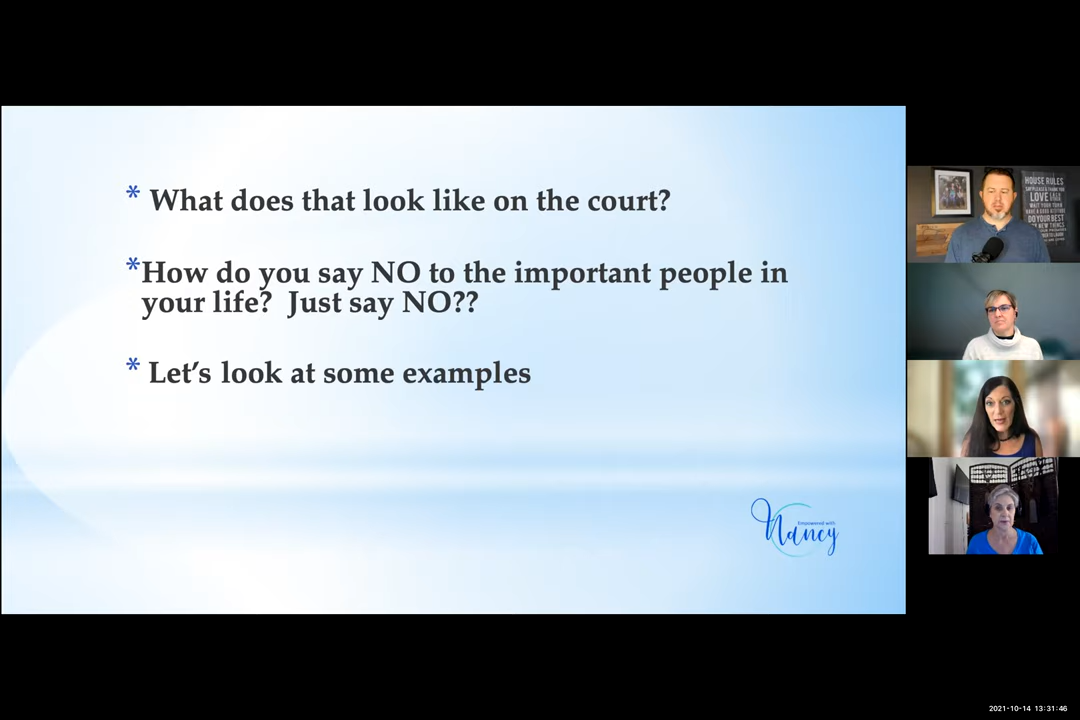 * What does that look like on the court?
*How do you say NO to the important people in
your life?  Just say NO??
* Let's look at some examples
Empowered with
Nancy
HOUSE RULES
LOVE
DO YOUR BEST
2021-10-14 13:31:46